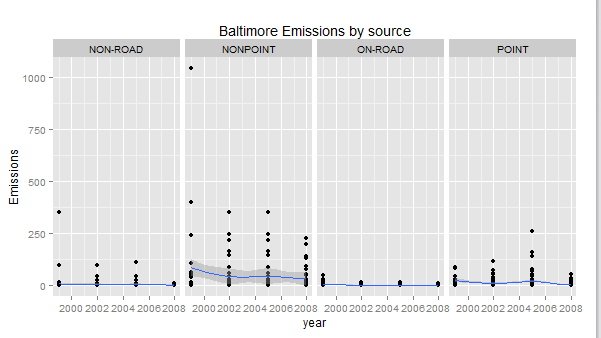 Baltimore Emissions by source
NON-ROAD NONPOINT ON-ROAD POINT
1000
750
500
250
0
Emissions
2000 2002 2004 2006 2008 2000 2002 2004 2006 2008 2000 2002 2004 2006 2008 2000 2002 2004 2006 2008
year